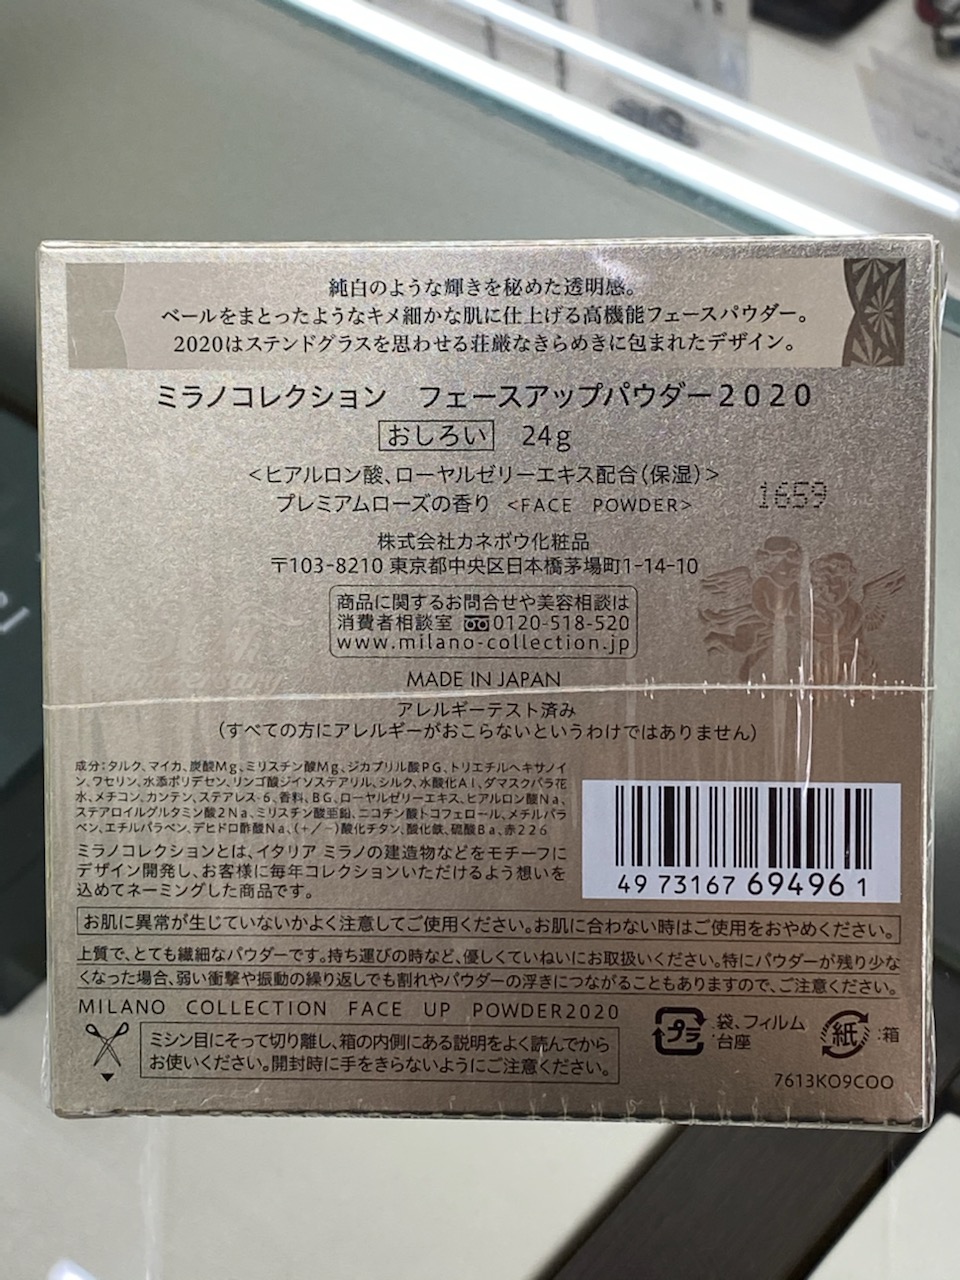 純白のような輝きを秘めた透明感。
ベールをまとったようなキメ細かな肌に仕上げる高機能フェースパウダー。
2020はステンドグラスを思わせる荘厳なきらめきに包まれたデザイン。
ミラノコレクション　フェースアップパウダー2020
おしろい　24g
<ヒアルロン酸、ローヤルゼリーエキス配合(保湿)>
プレミアムローズの香り <FACE POWDER>
1659
株式会社カネボウ化粧品
〒103-8210 東京都中央区日本橋茅場町1-14-10
商品に関するお問合せや美容相談は
消費者相談室 0120-518-520
www.milano-collection.jp
MADE IN JAPAN
アレルギーテスト済み
(すべての方にアレルギーがおこらないというわけではありません)
成分:タルク、マイカ、炭酸Mg、ミリスチン酸Mg、ジカプリル酸PG、トリエチルヘキサノイ
ン、ワセリン、水添ポリデセン、リンゴ酸ジイソステアリル、シルク、水酸化Al、ダマスクバラ花
水、メチコン、カンテン、ステアレス-6、香料、BG、ローヤルゼリーエキス、ヒアルロン酸Na、
ステアロイルグルタミン酸2Na、ミリスチン酸亜鉛、ニコチン酸トコフェロール、メチルパラ
ベン、エチルパラベン、デヒドロ酢酸Na、(+/-)酸化チタン、酸化鉄、硫酸Ba、赤226
ミラノコレクションとは、イタリア ミラノの建造物などをモチーフに
デザイン開発し、お客様に毎年コレクションいただけるよう想いを
込めてネーミングした商品です。
49 73167 694961
お肌に異常が生じていないかよく注意してご使用ください。お肌に合わない時はご使用をおやめください。
上質で、とても繊細なパウダーです。持ち運びの時など、優しくていねいにお取扱いください。特にパウダーが残り少な
くなった場合、弱い衝撃や振動の繰り返しでも割れやパウダーの浮きにつながることもありますので、ご注意ください。
MILANO COLLECTION FACE UP POWDER2020
ミシン目にそって切り離し、箱の内側にある説明をよく読んでから
お使いください。開封時に手をきらないようにご注意ください。
プラ :袋、フィルム
台座
紙 :箱
7613KO9COO